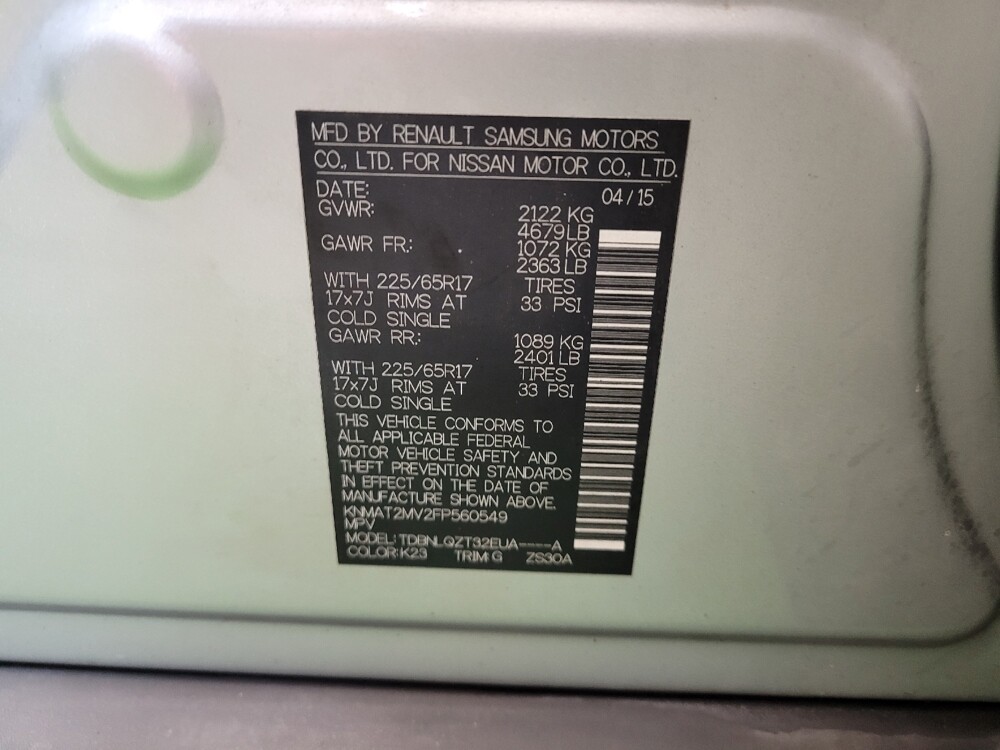 MFD BY RENAULT SAMSUNG MOTORS
CO., LTD. FOR NISSAN MOTOR CO., LTD.
DATE: 04/15
GVWR: 2122 KG
4679LB
GAWR FR.: 1072 KG
2363 LB
WITH 225/65R17 TIRES
17x7J RIMS AT 33 PSI
COLD SINGLE
GAWR RR.: 1089 KG
2401 LB
WITH 225/65R17 TIRES
17x7J RIMS AT 33 PSI
COLD SINGLE
THIS VEHICLE CONFORMS TO
ALL APPLICABLE FEDERAL
MOTOR VEHICLE SAFETY AND
THEFT PREVENTION STANDARDS
IN EFFECT ON THE DATE OF
MANUFACTURE SHOWN ABOVE.
KNMAT2MV2FP560549
MPV
MODEL: TDBNLQZT32EUA----A
COLOR:K23 TRIM:G ZS30A